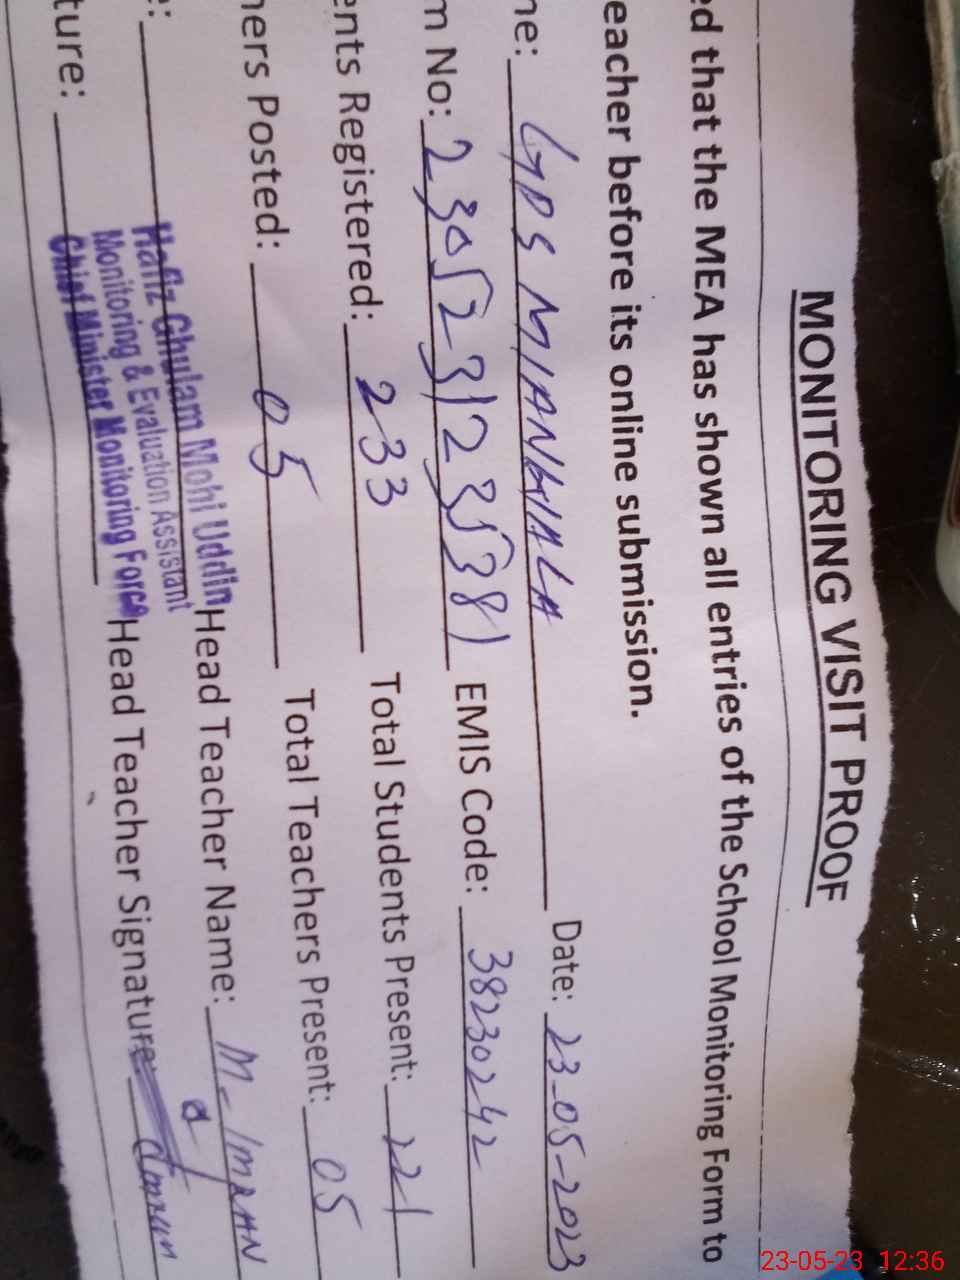 MONITORING VISIT PROOF
ed that the MEA has shown all entries of the School Monitoring Form to
eacher before its online submission.
ne: GPS MIANWALA Date: 23-05-2023
m No: 2305231235381 EMIS Code: 38230242
ents Registered: 233 Total Students Present: 221
hers Posted: 05 Total Teachers Present: 05
e: Hafiz Ghulam Mohi Uddin Head Teacher Name: M-IMRAN
Monitoring & Evaluation Assistant
ture: Chief Minister Monitoring Force Head Teacher Signature: Imran
23-05-23 12:36